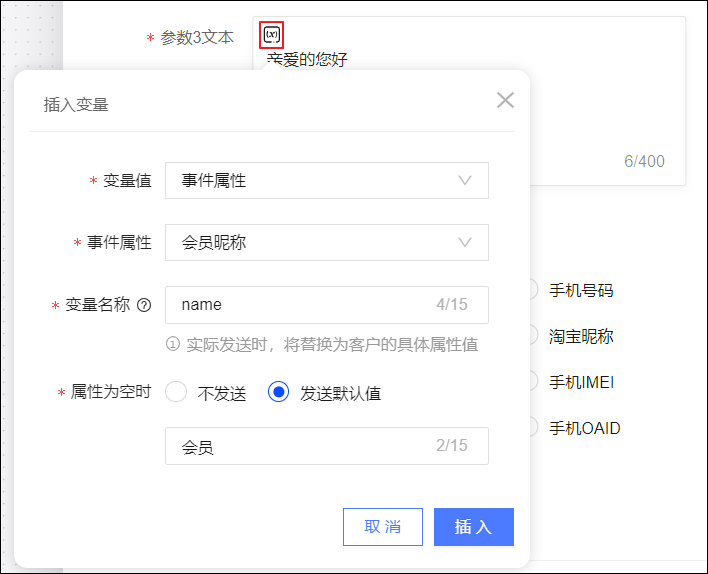 * 参数3文本
(x)
亲爱的您好
6/400
插入变量
* 变量值
事件属性
* 事件属性
会员昵称
* 变量名称 ?
name
4/15
① 实际发送时，将替换为客户的具体属性值
* 属性为空时
不发送
发送默认值
会员
2/15
取 消
插 入
手机号码
淘宝昵称
手机IMEI
手机OAID